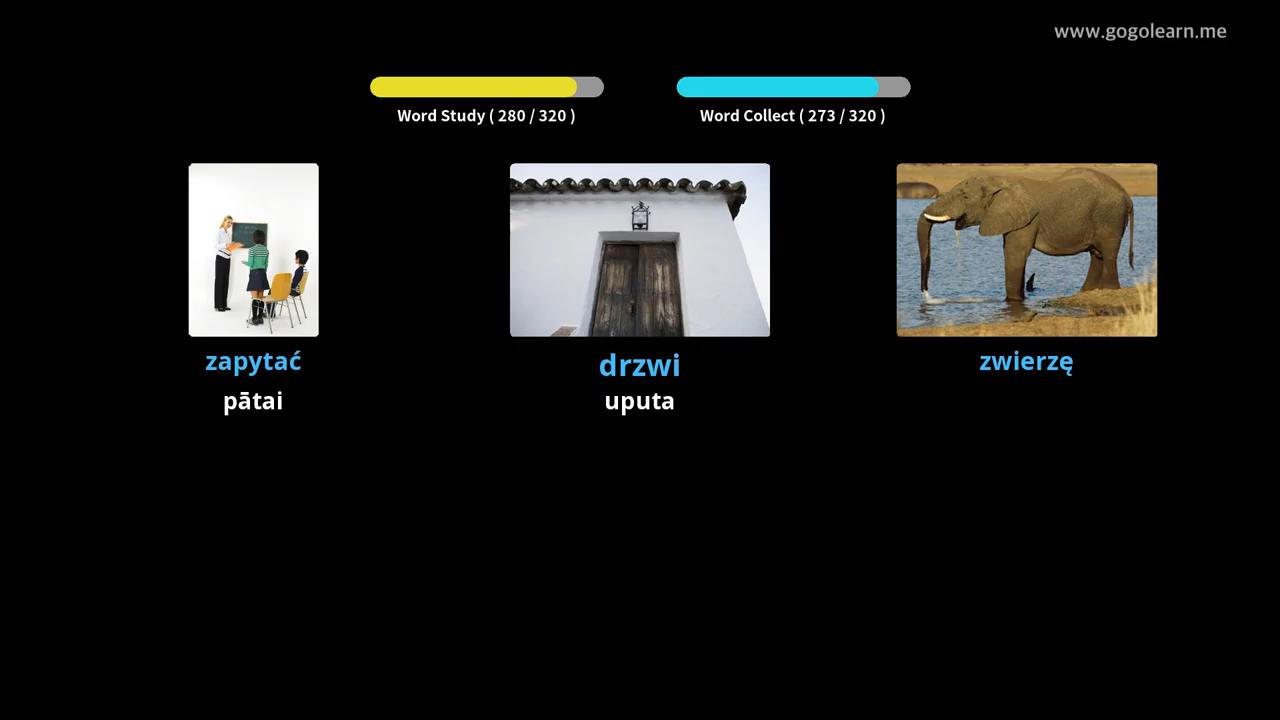 www.gogolearn.me
Word Study ( 280 / 320 )
Word Collect ( 273 / 320 )
zapytać
drzwi
zwierzę
pātai
uputa